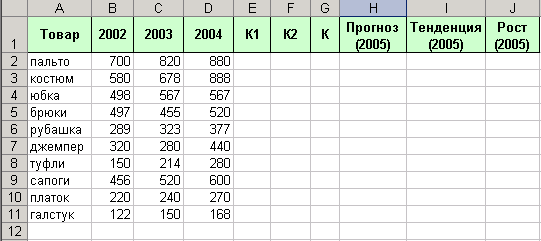 A B C D E F G H I J
1 Товар 2002 2003 2004 К1 К2 К Прогноз (2005) Тенденция (2005) Рост (2005)
2 пальто 700 820 880
3 костюм 580 678 888
4 юбка 498 567 567
5 брюки 497 455 520
6 рубашка 289 323 377
7 джемпер 320 280 440
8 туфли 150 214 280
9 сапоги 456 520 600
10 платок 220 240 270
11 галстук 122 150 168
12